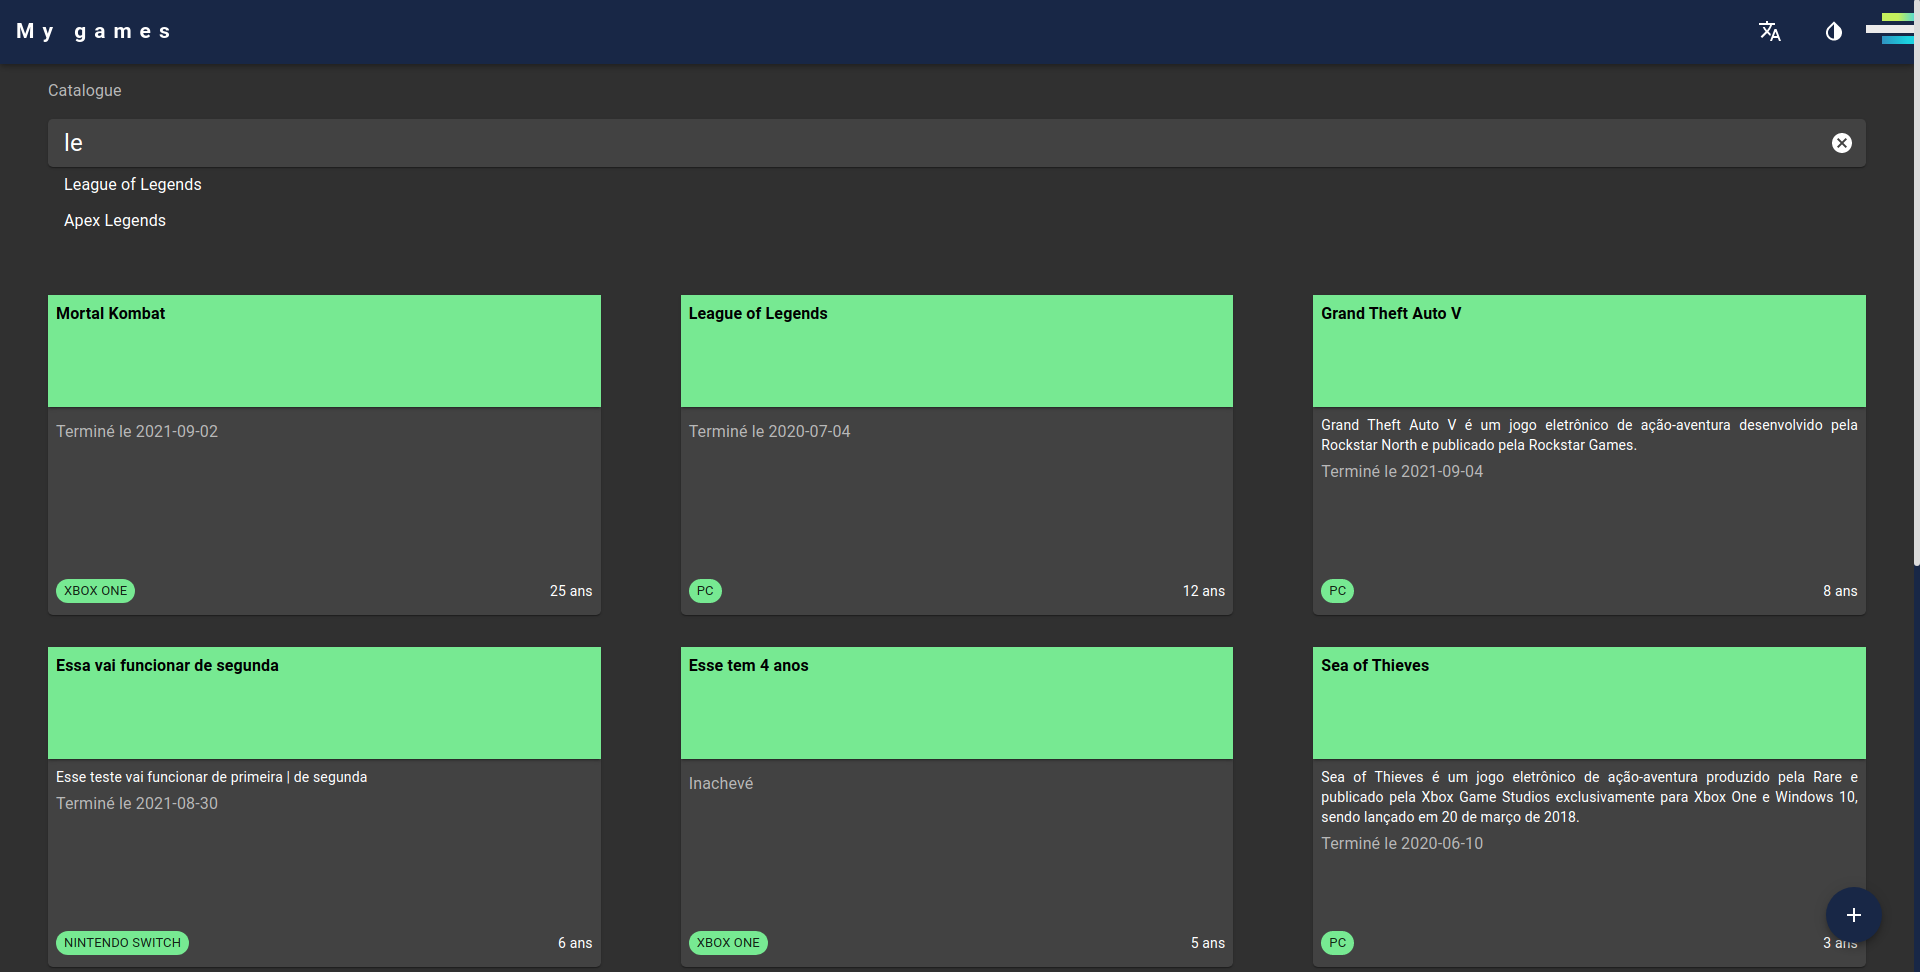 My games
Catalogue
le
League of Legends
Apex Legends
Mortal Kombat
Terminé le 2021-09-02
XBOX ONE
25 ans
League of Legends
Terminé le 2020-07-04
PC
12 ans
Grand Theft Auto V
Grand Theft Auto V é um jogo eletrônico de ação-aventura desenvolvido pela
Rockstar North e publicado pela Rockstar Games.
Terminé le 2021-09-04
PC
8 ans
Essa vai funcionar de segunda
Esse teste vai funcionar de primeira | de segunda
Terminé le 2021-08-30
NINTENDO SWITCH
6 ans
Esse tem 4 anos
Inachevé
XBOX ONE
5 ans
Sea of Thieves
Sea of Thieves é um jogo eletrônico de ação-aventura produzido pela Rare e
publicado pela Xbox Game Studios exclusivamente para Xbox One e Windows 10,
sendo lançado em 20 de março de 2018.
Terminé le 2020-06-10
PC
3 ans